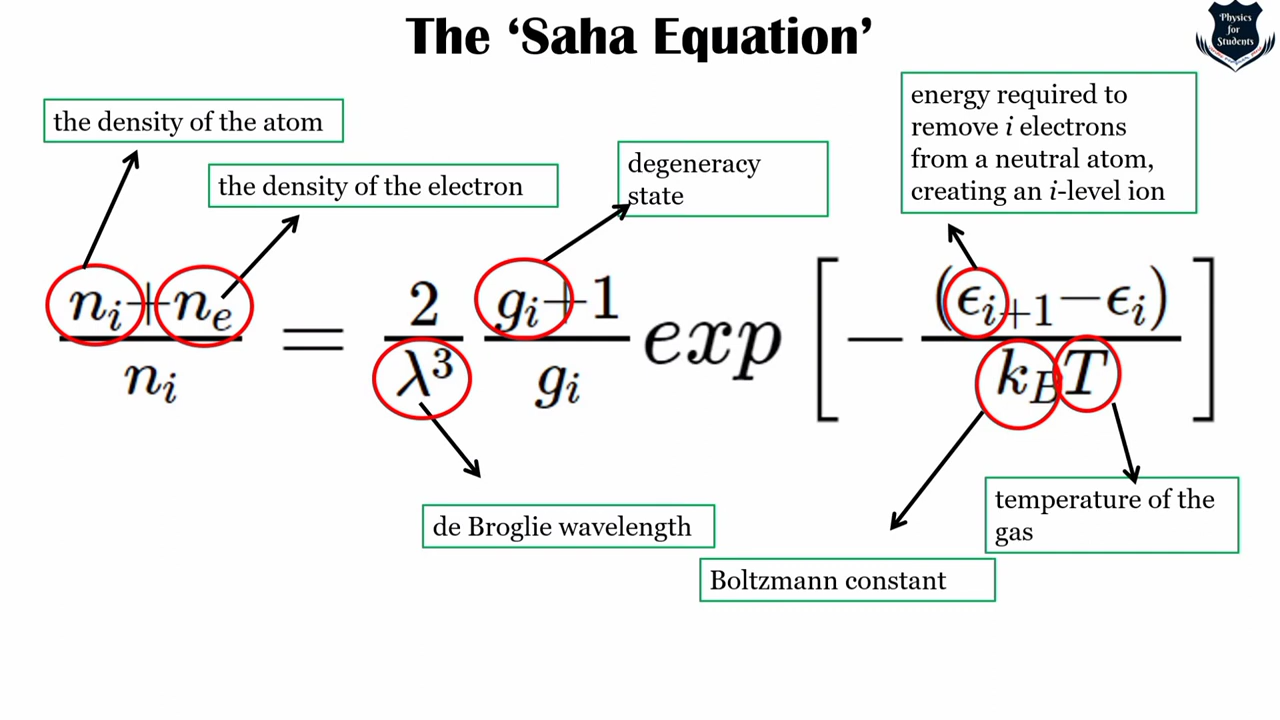 The ‘Saha Equation’
Physics
for
Students
the density of the atom
the density of the electron
degeneracy
state
energy required to
remove i electrons
from a neutral atom,
creating an i-level ion
n_i+n_e / n_i = 2/λ^3 g_i+1 / g_i exp [ − (ϵ_{i+1}−ϵ_i) / k_B T ]
de Broglie wavelength
temperature of the
gas
Boltzmann constant